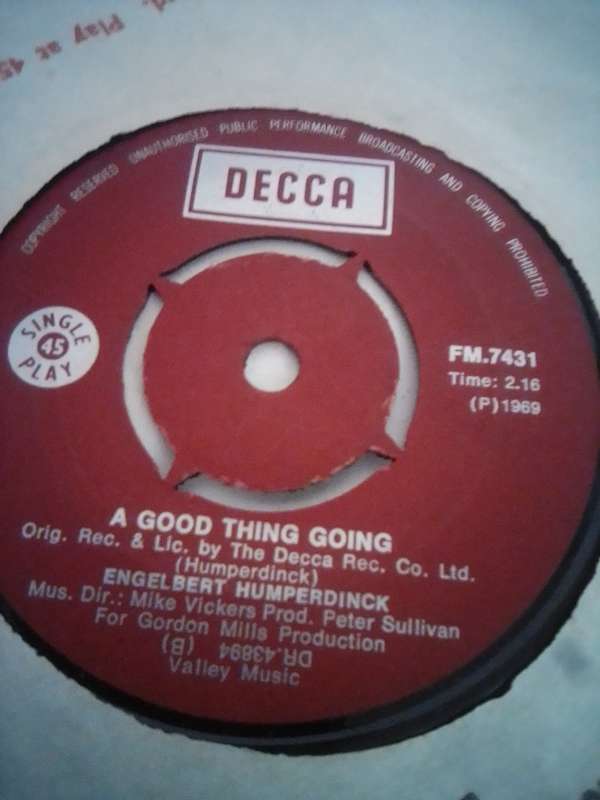 d. Play at 45
COPYRIGHT RESERVED UNAUTHORISED PUBLIC PERFORMANCE BROADCASTING AND COPYING PROHIBITED
DECCA
SINGLE
45
PLAY
FM.7431
Time: 2.16
(P)1969
A GOOD THING GOING
Orig. Rec. & Lic. by The Decca Rec. Co. Ltd.
(Humperdinck)
ENGELBERT HUMPERDINCK
Mus. Dir.: Mike Vickers Prod. Peter Sullivan
For Gordon Mills Production
DR.43894 (B)
Valley Music